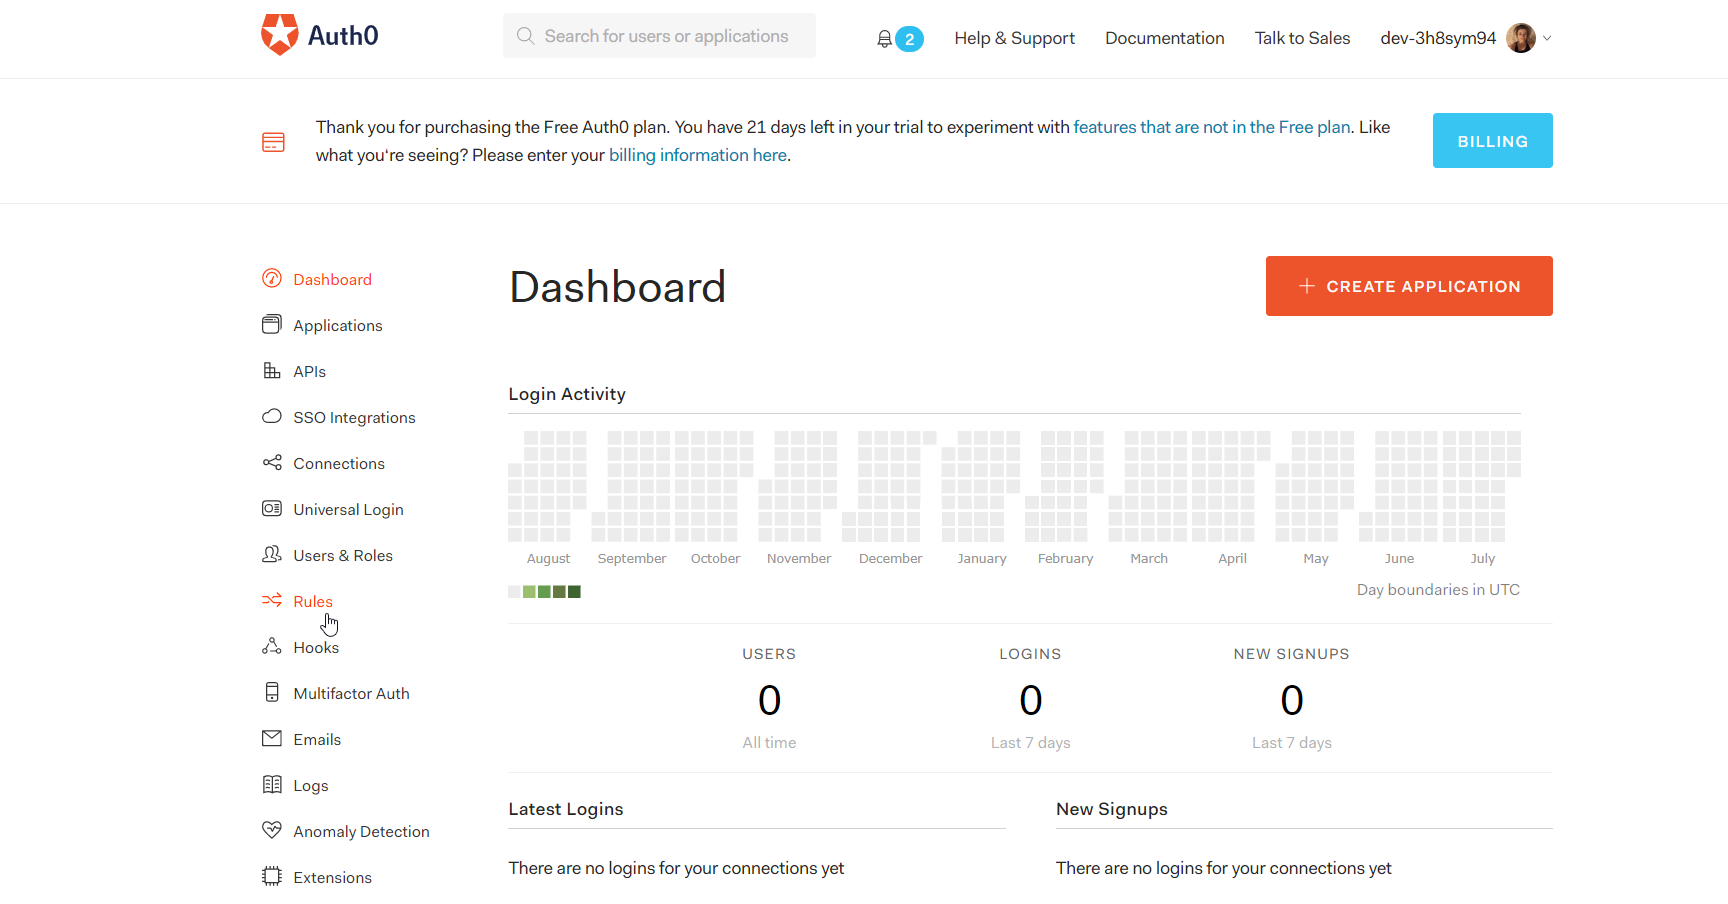 Auth0
Search for users or applications
2
Help & Support
Documentation
Talk to Sales
dev-3h8sym94
Thank you for purchasing the Free Auth0 plan. You have 21 days left in your trial to experiment with features that are not in the Free plan. Like
what you're seeing? Please enter your billing information here.
BILLING
Dashboard
Applications
APIs
SSO Integrations
Connections
Universal Login
Users & Roles
Rules
Hooks
Multifactor Auth
Emails
Logs
Anomaly Detection
Extensions
Dashboard
+ CREATE APPLICATION
Login Activity
August September October November December January February March April May June July
Day boundaries in UTC
USERS
0
All time
LOGINS
0
Last 7 days
NEW SIGNUPS
0
Last 7 days
Latest Logins
There are no logins for your connections yet
New Signups
There are no logins for your connections yet